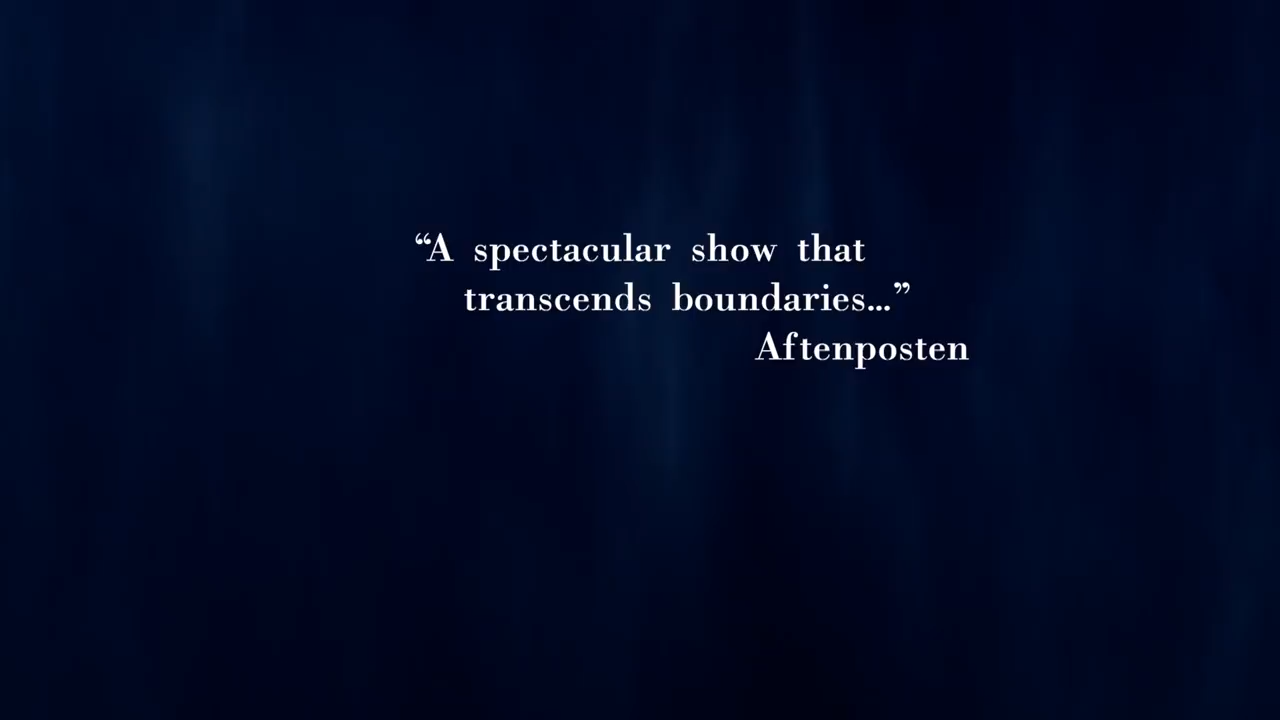 “A spectacular show that
transcends boundaries...”
Aftenposten